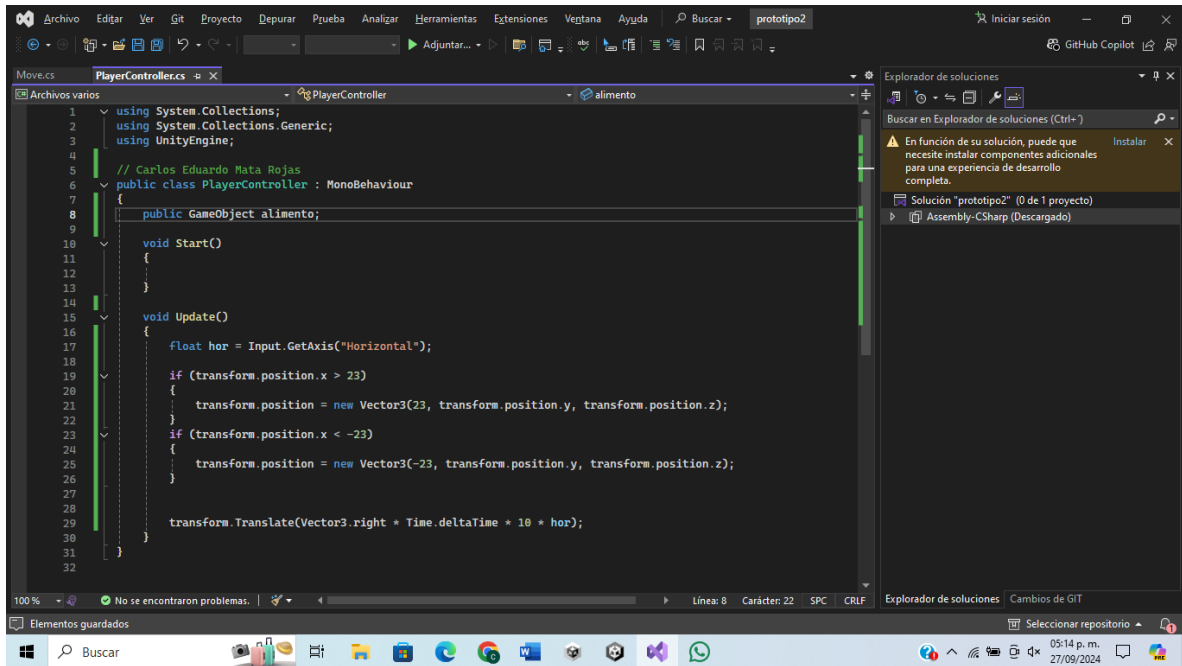 Archivo Editar Ver Git Proyecto Depurar Prueba Analizar Herramientas Extensiones Ventana Ayuda Buscar prototipo2 Iniciar sesión
Adjuntar... GitHub Copilot
Move.cs PlayerController.cs
Archivos varios PlayerController alimento
1 using System.Collections;
2 using System.Collections.Generic;
3 using UnityEngine;
4
5 // Carlos Eduardo Mata Rojas
6 public class PlayerController : MonoBehaviour
7 {
8 public GameObject alimento;
9
10 void Start()
11 {
12
13 }
14
15 void Update()
16 {
17 float hor = Input.GetAxis("Horizontal");
18
19 if (transform.position.x > 23)
20 {
21 transform.position = new Vector3(23, transform.position.y, transform.position.z);
22 }
23 if (transform.position.x < -23)
24 {
25 transform.position = new Vector3(-23, transform.position.y, transform.position.z);
26 }
27
28
29 transform.Translate(Vector3.right * Time.deltaTime * 10 * hor);
30 }
31 }
32
100 % No se encontraron problemas. Línea: 8 Carácter: 22 SPC CRLF
Explorador de soluciones
Buscar en Explorador de soluciones (Ctrl+´)
En función de su solución, puede que Instalar
necesite instalar componentes adicionales
para una experiencia de desarrollo
completa.
Solución "prototipo2" (0 de 1 proyecto)
Assembly-CSharp (Descargado)
Explorador de soluciones Cambios de GIT
Elementos guardados Seleccionar repositorio 1
Buscar 05:14 p. m.
27/09/2024